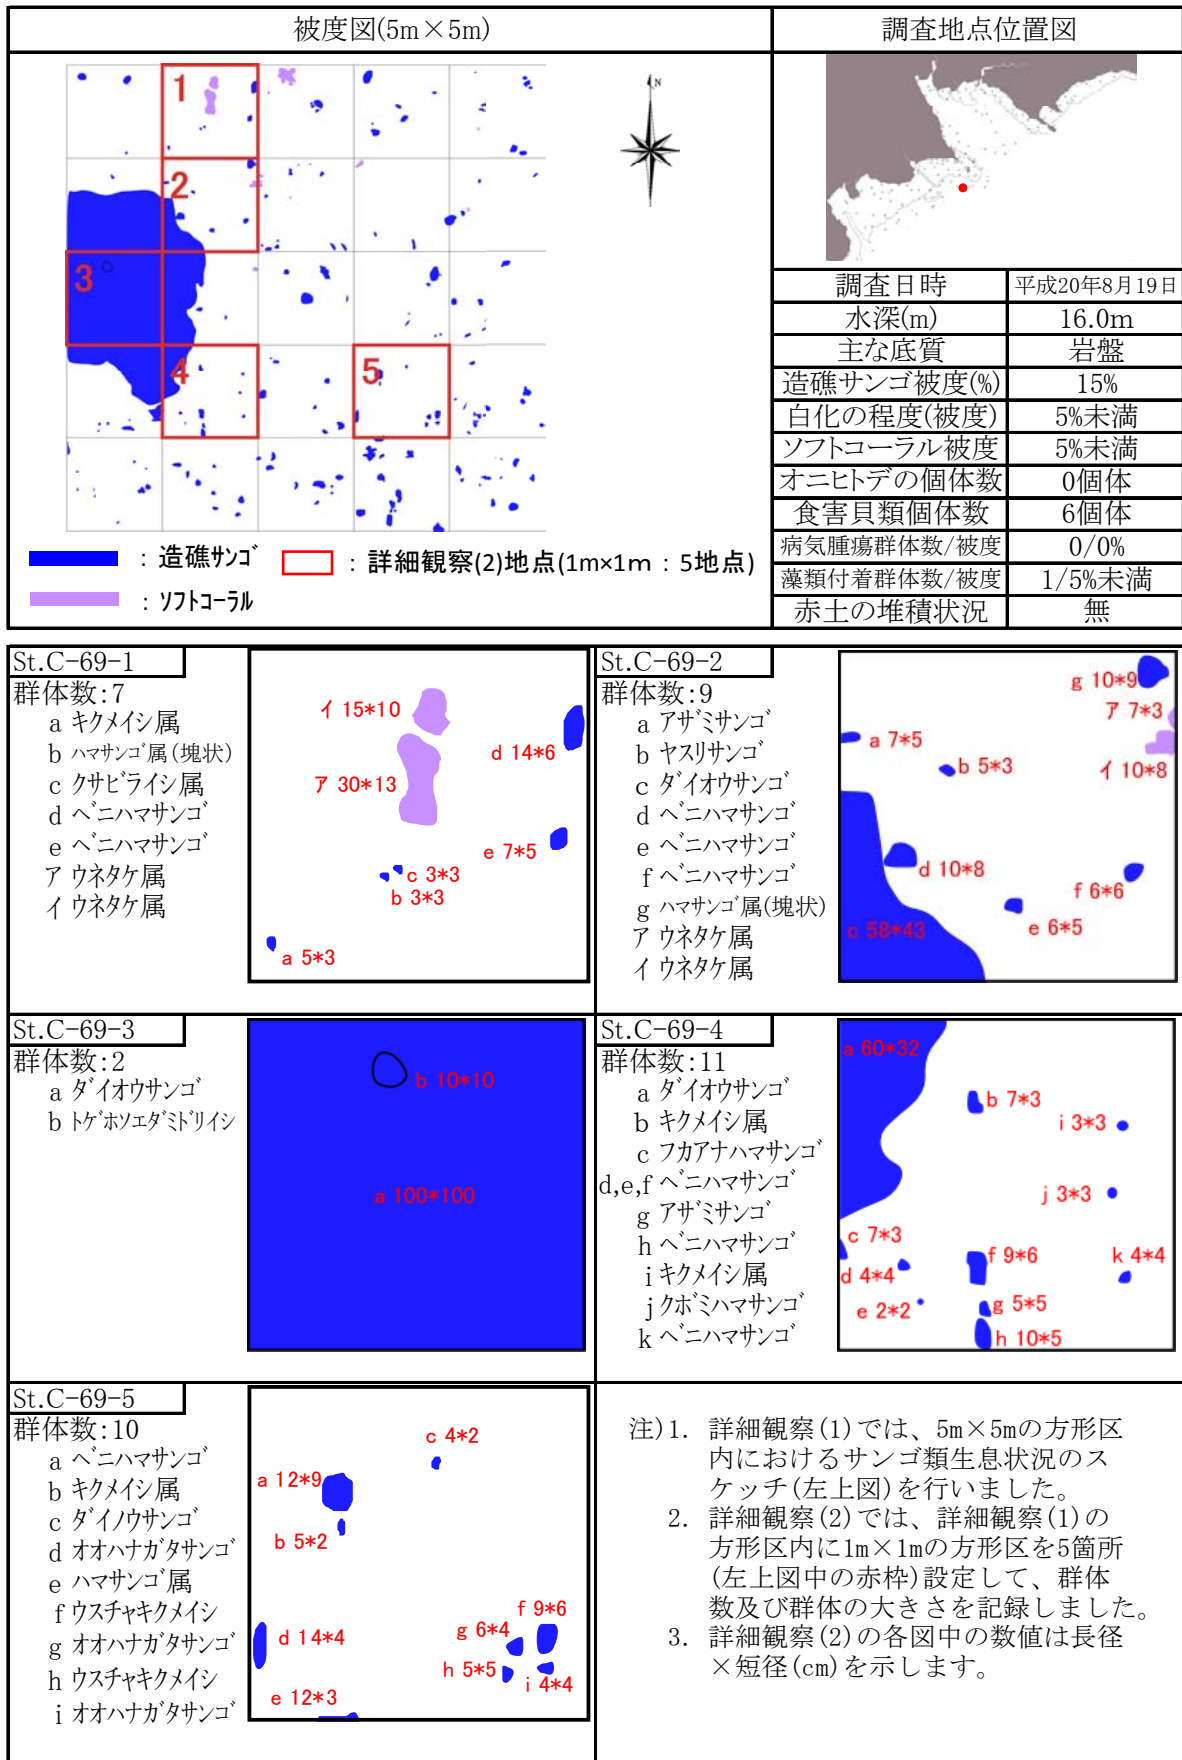 被度図(5m×5m)
調査地点位置図
1
2
3
4
5
N
：造礁サンゴ
：詳細観察(2)地点(1m×1m：5地点)
：ソフトコーラル
調査日時 平成20年8月19日
水深(m) 16.0m
主な底質 岩盤
造礁サンゴ被度(%) 15%
白化の程度(被度) 5%未満
ソフトコーラル被度 5%未満
オニヒトデの個体数 0個体
食害貝類個体数 6個体
病気腫瘍群体数/被度 0/0%
藻類付着群体数/被度 1/5%未満
赤土の堆積状況 無
St.C-69-1
群体数:7
a キクメイシ属
b ハマサンゴ属(塊状)
c クサビライシ属
d ベニハマサンゴ
e ベニハマサンゴ
ア ウネタケ属
イ ウネタケ属
イ 15*10
d 14*6
ア 30*13
e 7*5
c 3*3
b 3*3
a 5*3
St.C-69-2
群体数:9
a アザミサンゴ
b ヤスリサンゴ
c ダイオウサンゴ
d ベニハマサンゴ
e ベニハマサンゴ
f ベニハマサンゴ
g ハマサンゴ属(塊状)
ア ウネタケ属
イ ウネタケ属
g 10*9
ア 7*3
a 7*5
b 5*3
イ 10*8
d 10*8
f 6*6
c 58*43
e 6*5
St.C-69-3
群体数:2
a ダイオウサンゴ
b トゲホソエダミドリイシ
b 10*10
a 100*100
St.C-69-4
群体数:11
a ダイオウサンゴ
b キクメイシ属
c フカアナハマサンゴ
d,e,f ベニハマサンゴ
g アザミサンゴ
h ベニハマサンゴ
i キクメイシ属
j クボミハマサンゴ
k ベニハマサンゴ
a 60*32
b 7*3
i 3*3
j 3*3
c 7*3
f 9*6
k 4*4
d 4*4
e 2*2
g 5*5
h 10*5
St.C-69-5
群体数:10
a ベニハマサンゴ
b キクメイシ属
c ダイノウサンゴ
d オオハナガタサンゴ
e ハマサンゴ属
f ウスチャキクメイシ
g オオハナガタサンゴ
h ウスチャキクメイシ
i オオハナガタサンゴ
c 4*2
a 12*9
b 5*2
f 9*6
g 6*4
d 14*4
h 5*5
i 4*4
e 12*3
注)1. 詳細観察(1)では、5m×5mの方形区
内におけるサンゴ類生息状況のス
ケッチ(左上図)を行いました。
2. 詳細観察(2)では、詳細観察(1)の
方形区内に1m×1mの方形区を5箇所
(左上図中の赤枠)設定して、群体
数及び群体の大きさを記録しました。
3. 詳細観察(2)の各図中の数値は長径
×短径(cm)を示します。